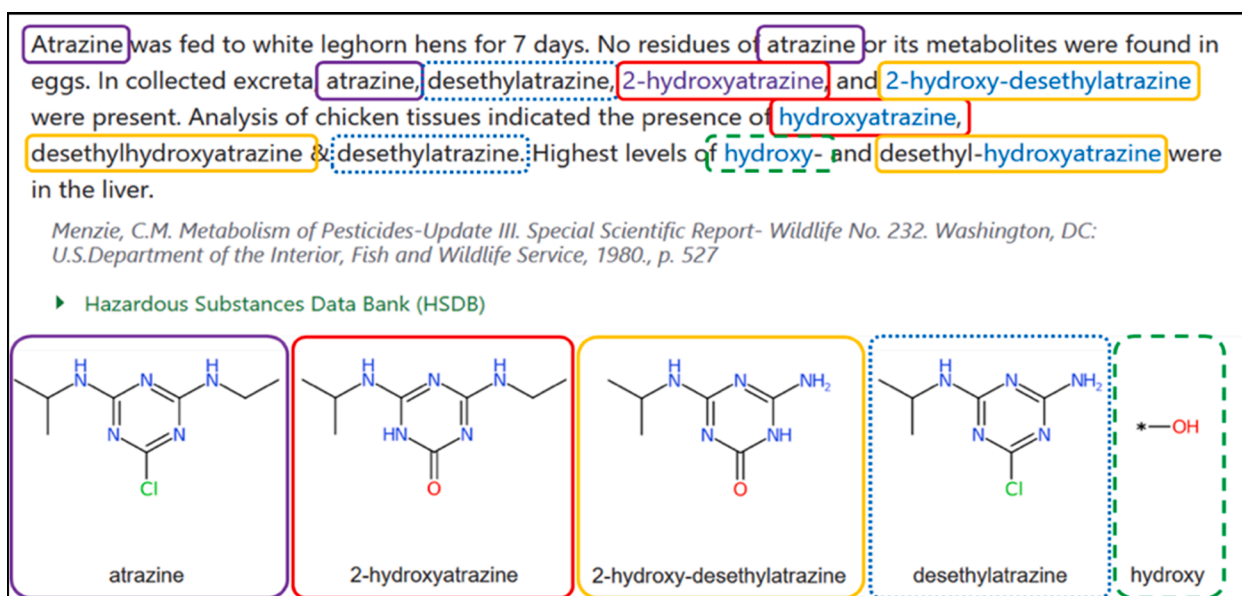 Atrazine was fed to white leghorn hens for 7 days. No residues of atrazine or its metabolites were found in
eggs. In collected excreta, atrazine, desethylatrazine, 2-hydroxyatrazine, and 2-hydroxy-desethylatrazine
were present. Analysis of chicken tissues indicated the presence of hydroxyatrazine,
desethylhydroxyatrazine & desethylatrazine. Highest levels of hydroxy- and desethyl-hydroxyatrazine were
in the liver.
Menzie, C.M. Metabolism of Pesticides-Update III. Special Scientific Report- Wildlife No. 232. Washington, DC:
U.S.Department of the Interior, Fish and Wildlife Service, 1980., p. 527
Hazardous Substances Data Bank (HSDB)
H N N H N N N Cl
H N N H N HN N O
H N N NH2 N NH O
H N N NH2 N N Cl
*—OH
atrazine
2-hydroxyatrazine
2-hydroxy-desethylatrazine
desethylatrazine
hydroxy